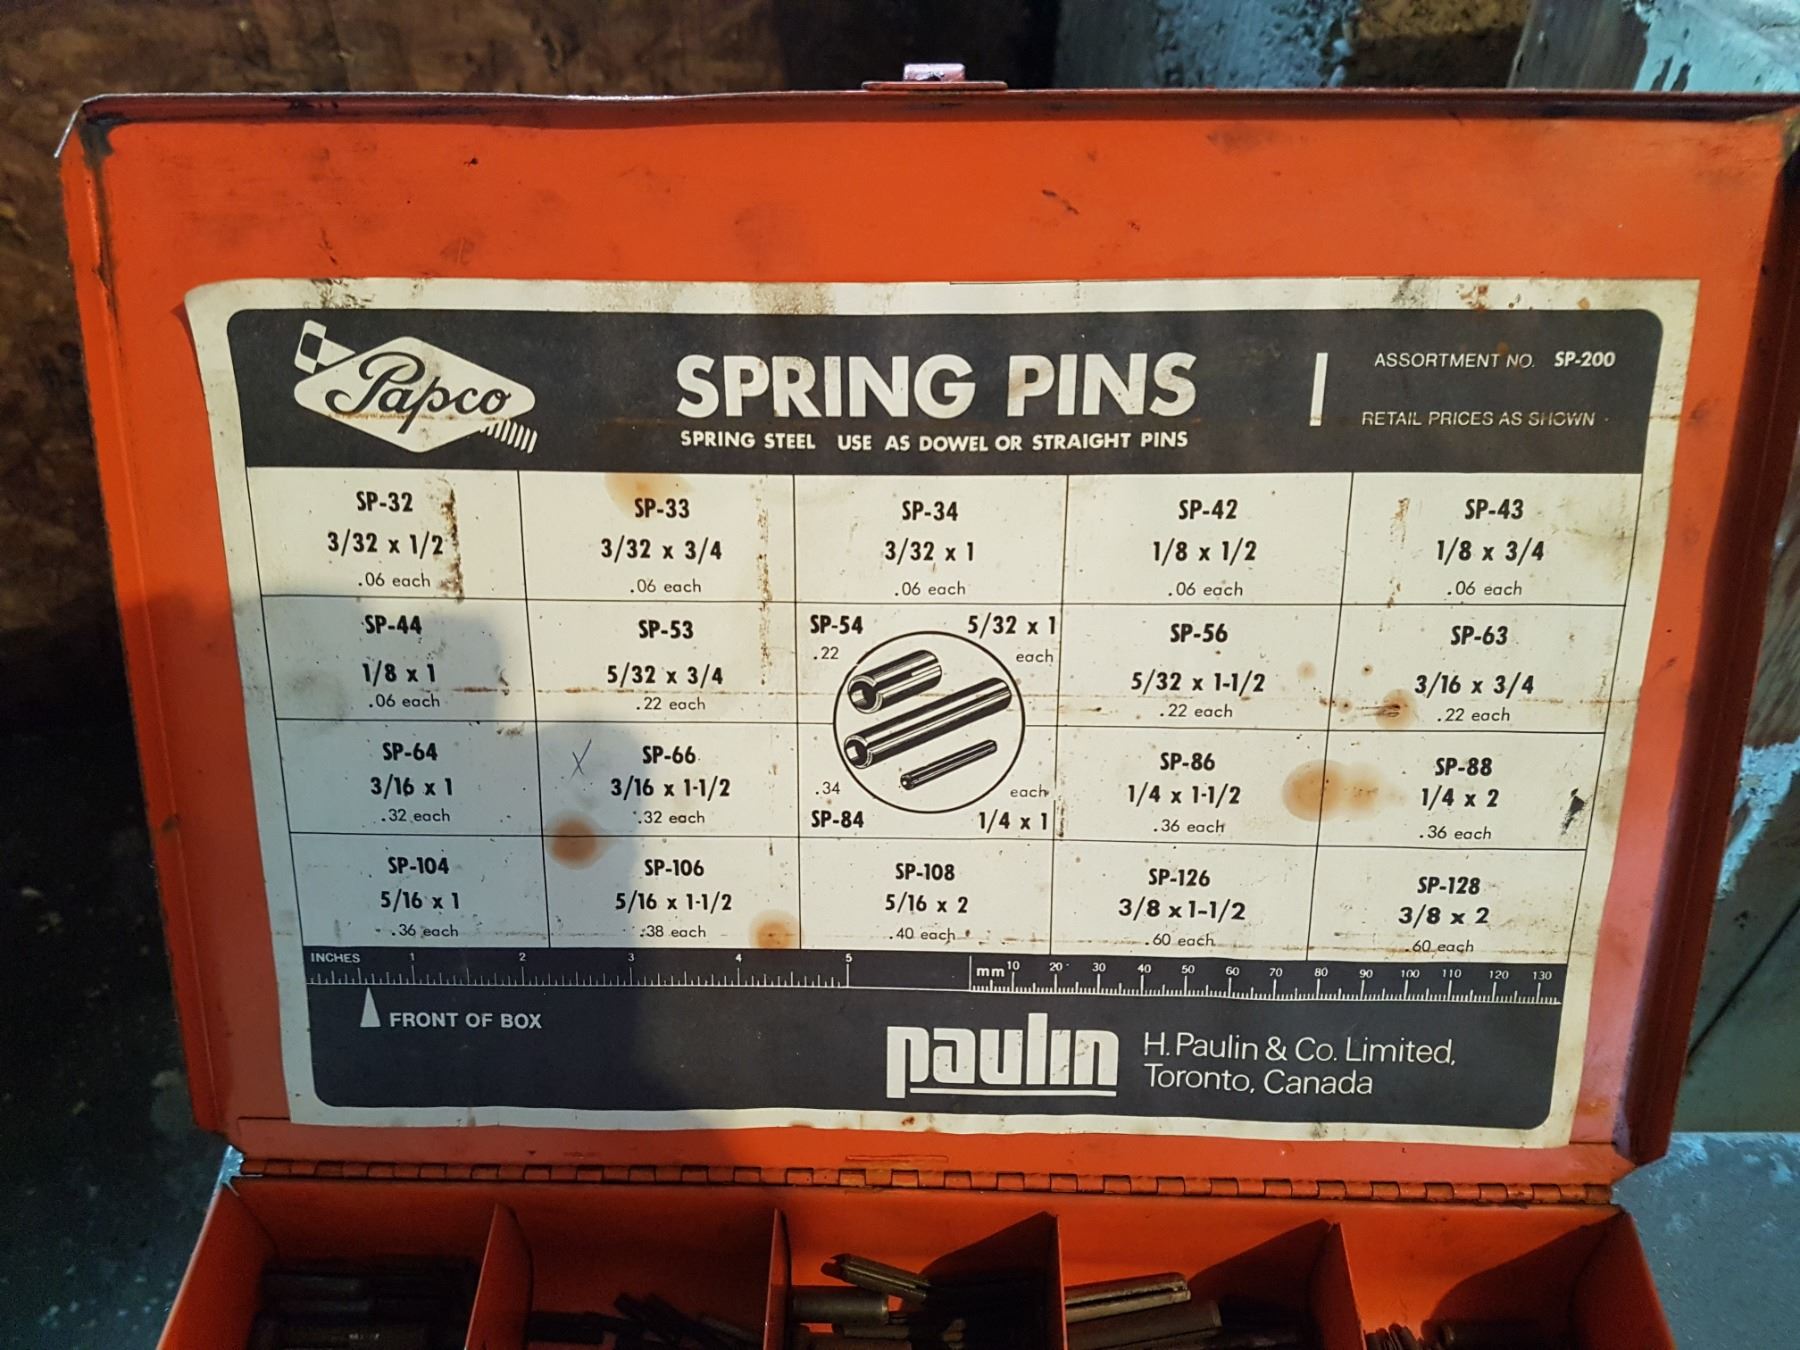 Papco
SPRING PINS
SPRING STEEL USE AS DOWEL OR STRAIGHT PINS
ASSORTMENT NO. SP-200
RETAIL PRICES AS SHOWN
SP-32
3/32 x 1/2
.06 each
SP-33
3/32 x 3/4
.06 each
SP-34
3/32 x 1
.06 each
SP-42
1/8 x 1/2
.06 each
SP-43
1/8 x 3/4
.06 each
SP-44
1/8 x 1
.06 each
SP-53
5/32 x 3/4
.22 each
SP-54 5/32 x 1
.22 each
SP-56
5/32 x 1-1/2
.22 each
SP-63
3/16 x 3/4
.22 each
SP-64
3/16 x 1
.32 each
X
SP-66
3/16 x 1-1/2
.32 each
.34 each
SP-84 1/4 x 1
SP-86
1/4 x 1-1/2
.36 each
SP-88
1/4 x 2
.36 each
SP-104
5/16 x 1
.36 each
SP-106
5/16 x 1-1/2
.38 each
SP-108
5/16 x 2
.40 each
SP-126
3/8 x 1-1/2
.60 each
SP-128
3/8 x 2
.60 each
INCHES 1 2 3 4 5
mm 10 20 30 40 50 60 70 80 90 100 110 120 130
FRONT OF BOX
paulin
H. Paulin & Co. Limited,
Toronto, Canada